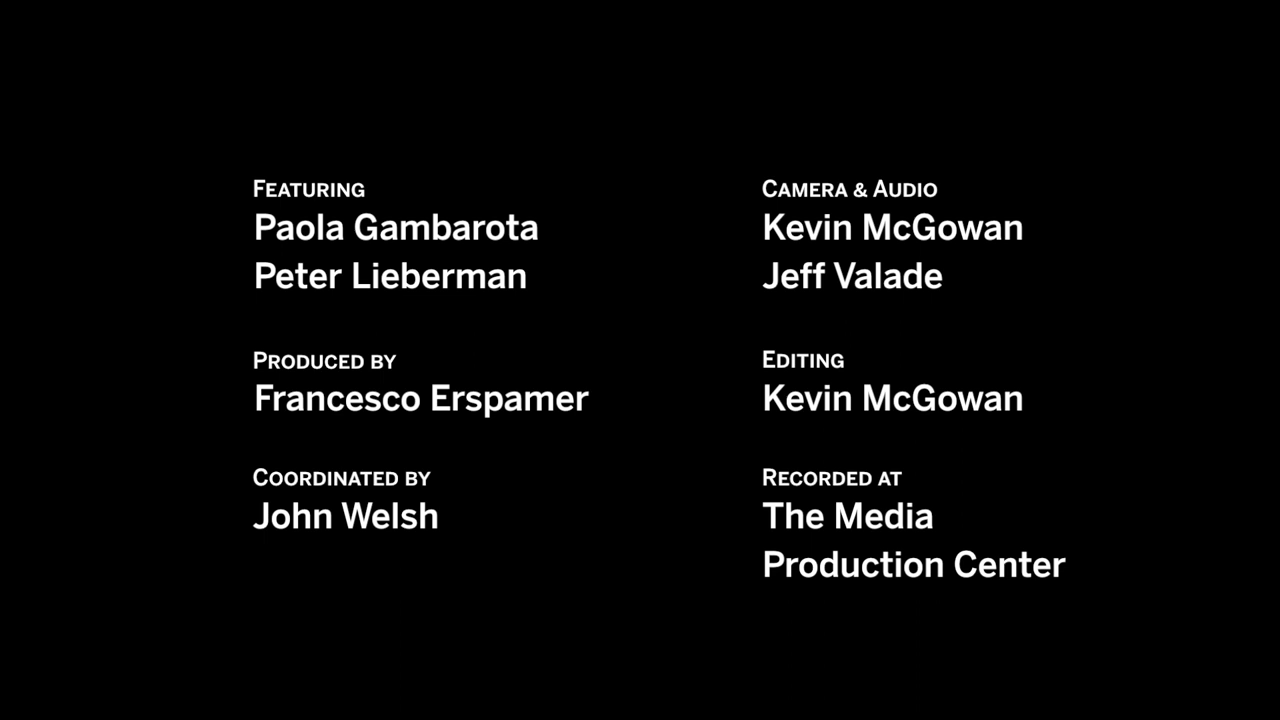 Featuring
Paola Gambarota
Peter Lieberman
Produced by
Francesco Erspamer
Coordinated by
John Welsh
Camera & Audio
Kevin McGowan
Jeff Valade
Editing
Kevin McGowan
Recorded at
The Media
Production Center